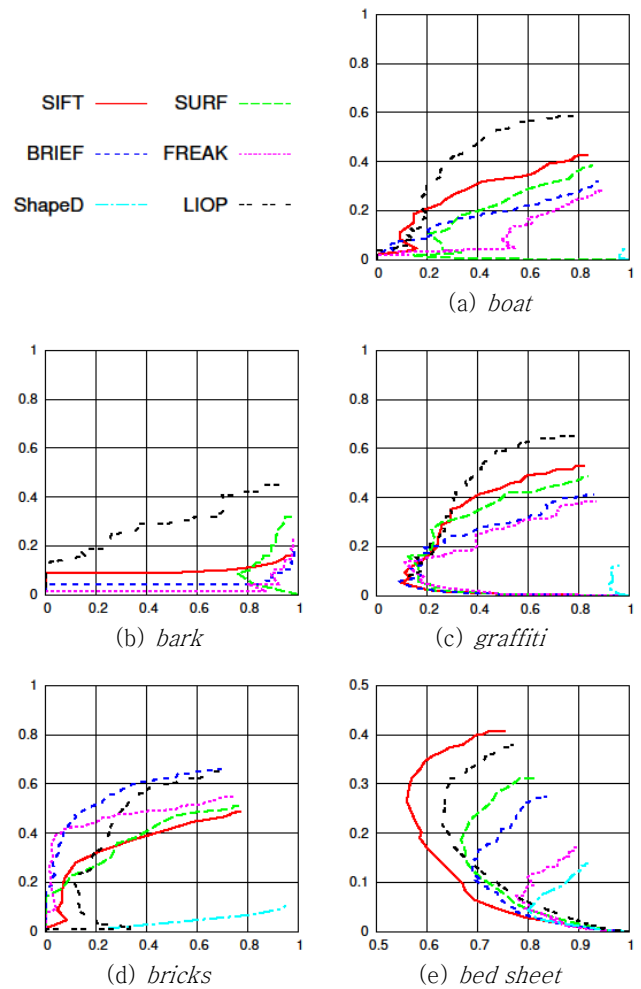 SIFT SURF
BRIEF FREAK
ShapeD LIOP
1
0.8
0.6
0.4
0.2
0
0 0.2 0.4 0.6 0.8 1
(a) boat
1
0.8
0.6
0.4
0.2
0
0 0.2 0.4 0.6 0.8 1
(b) bark
1
0.8
0.6
0.4
0.2
0
0 0.2 0.4 0.6 0.8 1
(c) graffiti
1
0.8
0.6
0.4
0.2
0
0 0.2 0.4 0.6 0.8 1
(d) bricks
0.5
0.4
0.3
0.2
0.1
0
0.5 0.6 0.7 0.8 0.9 1
(e) bed sheet